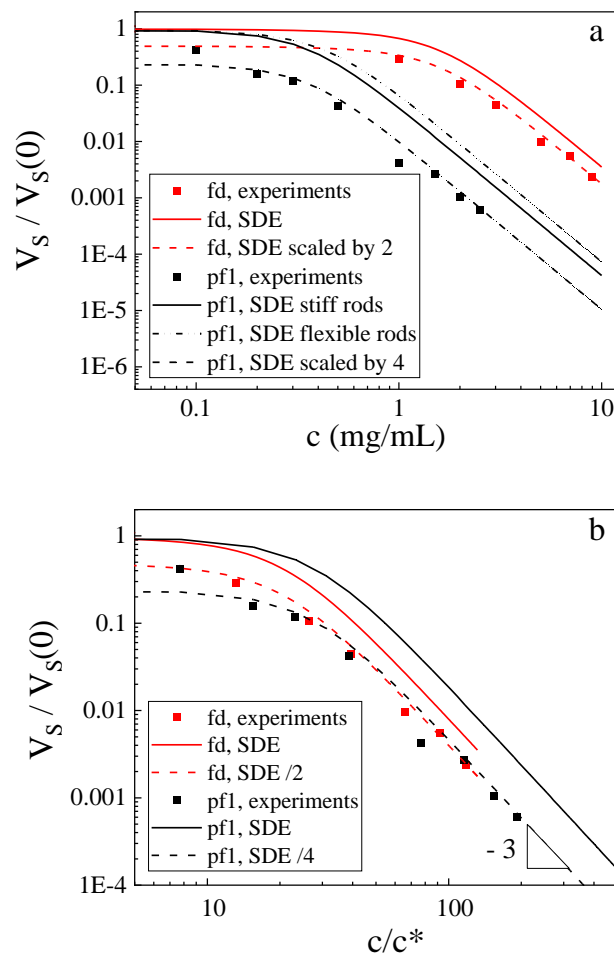 a
1
0.1
0.01
0.001
1E-4
1E-5
1E-6
V_S / V_S(0)
fd, experiments
fd, SDE
fd, SDE scaled by 2
pf1, experiments
pf1, SDE stiff rods
pf1, SDE flexible rods
pf1, SDE scaled by 4
0.1 1 10
c (mg/mL)
b
1
0.1
0.01
0.001
1E-4
V_S / V_S(0)
fd, experiments
fd, SDE
fd, SDE /2
pf1, experiments
pf1, SDE
pf1, SDE /4
- 3
10 100
c/c*